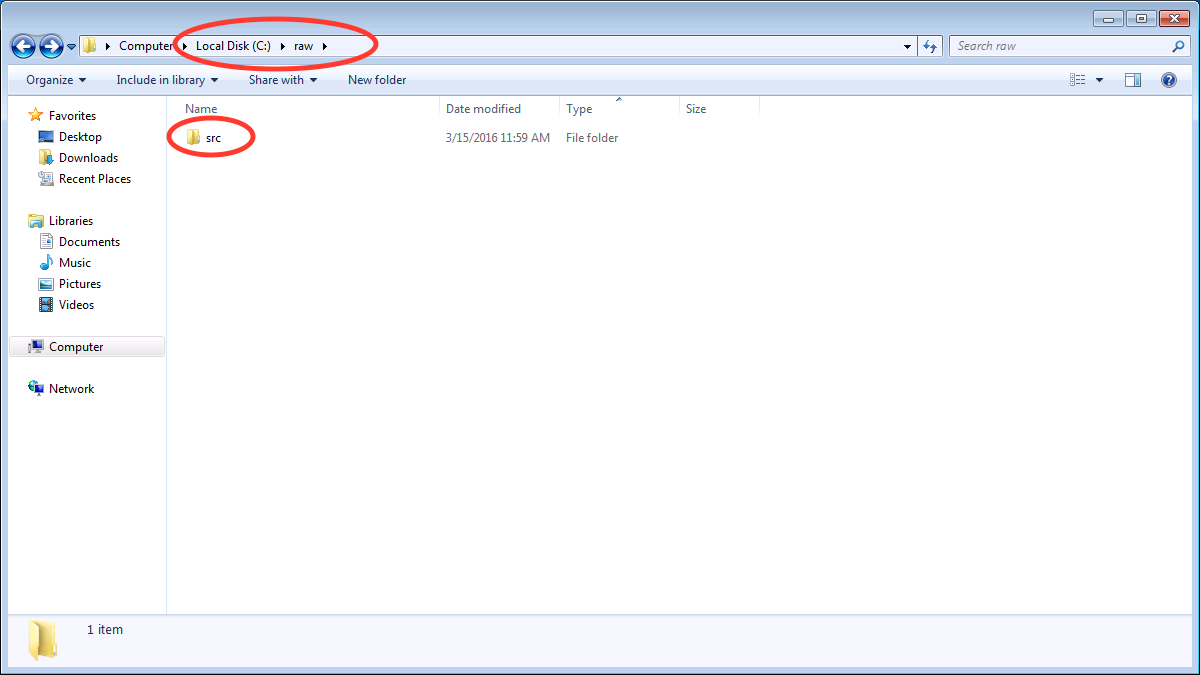 Computer Local Disk (C:) raw
Search raw
Organize Include in library Share with New folder
Name Date modified Type Size
src 3/15/2016 11:59 AM File folder
Favorites
Desktop
Downloads
Recent Places
Libraries
Documents
Music
Pictures
Videos
Computer
Network
1 item